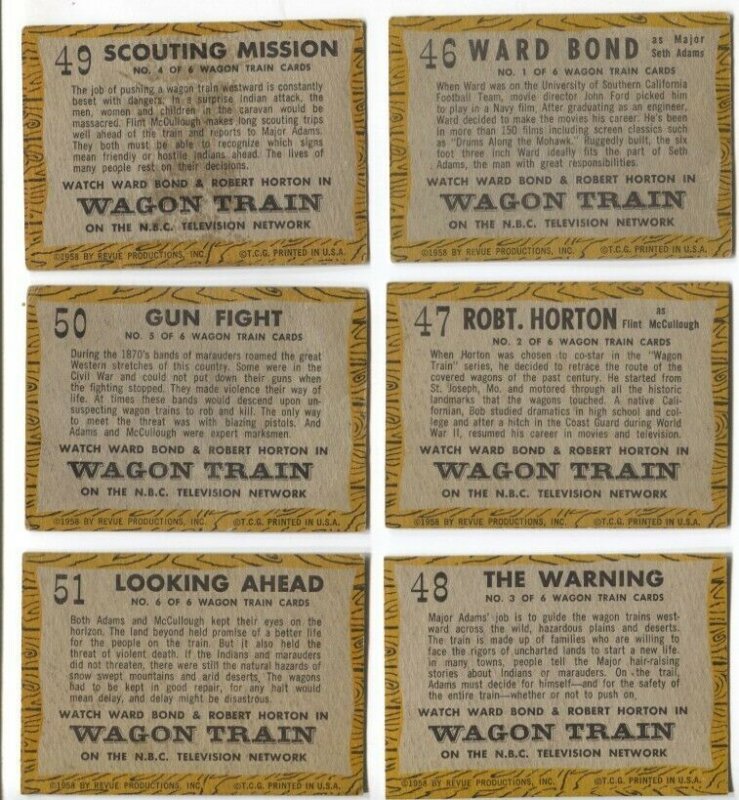 49 SCOUTING MISSION
NO. 4 OF 6 WAGON TRAIN CARDS
The job of pushing a wagon train westward is constantly
beset with dangers. In a surprise Indian attack, the
men, women and children in the caravan would be
massacred. Flint McCullough makes long scouting trips
well ahead of the train and reports to Major Adams.
They both must be able to recognize which signs
mean friendly or hostile Indians ahead. The lives of
many people rest on their decisions.
WATCH WARD BOND & ROBERT HORTON IN
WAGON TRAIN
ON THE N.B.C. TELEVISION NETWORK
©1958 BY REVUE PRODUCTIONS, INC. ©T.C.G. PRINTED IN U.S.A.
46 WARD BOND as Major
Seth Adams
NO. 1 OF 6 WAGON TRAIN CARDS
When Ward was on the University of Southern California
Football Team, movie director John Ford picked him
to play in a Navy film. After graduating as an engineer,
Ward decided to make the movies his career. He's been
in more than 150 films including screen classics such
as "Drums Along the Mohawk." Ruggedly built, the six
foot three inch Ward ideally fits the part of Seth
Adams, the man with great responsibilities.
WATCH WARD BOND & ROBERT HORTON IN
WAGON TRAIN
ON THE N.B.C. TELEVISION NETWORK
©1958 BY REVUE PRODUCTIONS, INC. ©T.C.G. PRINTED IN U.S.A.
50 GUN FIGHT
NO. 5 OF 6 WAGON TRAIN CARDS
During the 1870's bands of marauders roamed the great
Western stretches of this country. Some were in the
Civil War and could not put down their guns when
the fighting stopped. They made violence their way of
life. At times these bands would descend upon un-
suspecting wagon trains to rob and kill. The only way
to meet the threat was with blazing pistols. And
Adams and McCullough were expert marksmen.
WATCH WARD BOND & ROBERT HORTON IN
WAGON TRAIN
ON THE N.B.C. TELEVISION NETWORK
©1958 BY REVUE PRODUCTIONS, INC. ©T.C.G. PRINTED IN U.S.A.
47 ROBT. HORTON as
Flint McCullough
NO. 2 OF 6 WAGON TRAIN CARDS
When Horton was chosen to co-star in the "Wagon
Train" series, he decided to retrace the route of the
covered wagons of the past century. He started from
St. Joseph, Mo. and motored through all the historic
landmarks that the wagons touched. A native Cali-
fornian, Bob studied dramatics in high school and col-
lege and after a hitch in the Coast Guard during World
War II, resumed his career in movies and television.
WATCH WARD BOND & ROBERT HORTON IN
WAGON TRAIN
ON THE N.B.C. TELEVISION NETWORK
©1958 BY REVUE PRODUCTIONS, INC. ©T.C.G. PRINTED IN U.S.A.
51 LOOKING AHEAD
NO. 6 OF 6 WAGON TRAIN CARDS
Both Adams and McCullough kept their eyes on the
horizon. The land beyond held promise of a better life
for the people on the train. But it also held the
threat of violent death. If the Indians and marauders
did not threaten, there were still the natural hazards of
snow swept mountains and arid deserts. The wagons
had to be kept in good repair, for any halt would
mean delay, and delay might be disastrous.
WATCH WARD BOND & ROBERT HORTON IN
WAGON TRAIN
ON THE N.B.C. TELEVISION NETWORK
©1958 BY REVUE PRODUCTIONS, INC. ©T.C.G. PRINTED IN U.S.A.
48 THE WARNING
NO. 3 OF 6 WAGON TRAIN CARDS
Major Adams' job is to guide the wagon trains west-
ward across the wild, hazardous plains and deserts.
The train is made up of families who are willing to
face the rigors of uncharted lands to start a new life.
In many towns, people tell the Major hair-raising
stories about Indians or marauders. On the trail,
Adams must decide for himself—and for the safety of
the entire train—whether or not to push on.
WATCH WARD BOND & ROBERT HORTON IN
WAGON TRAIN
ON THE N.B.C. TELEVISION NETWORK
©1958 BY REVUE PRODUCTIONS, INC. ©T.C.G. PRINTED IN U.S.A.